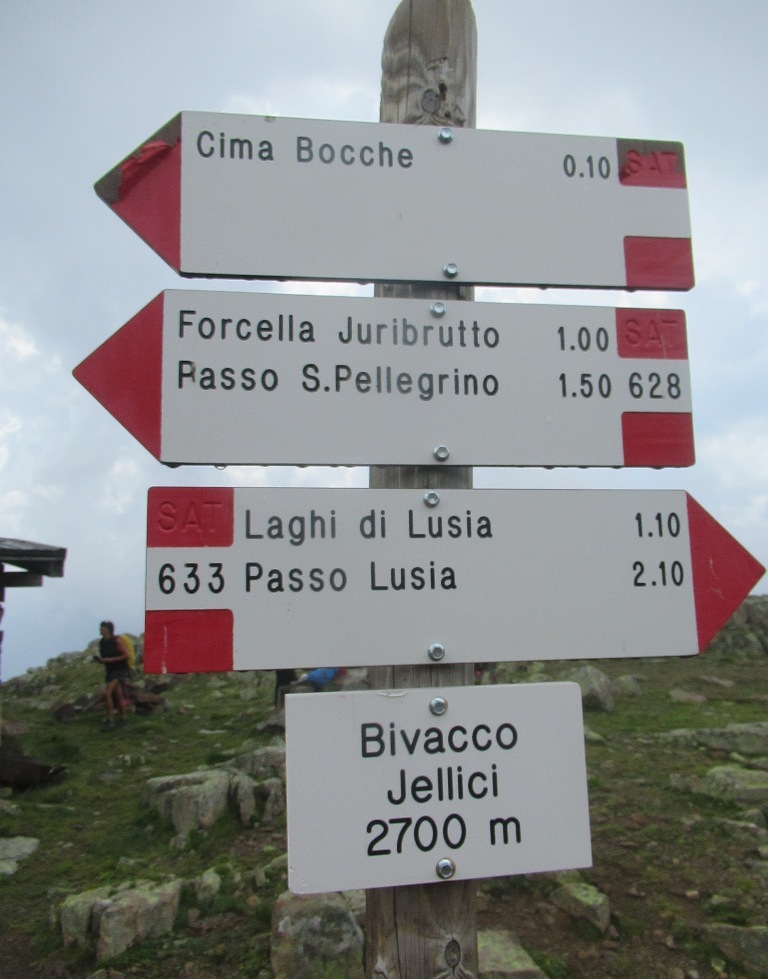 Cima Bocche 0.10 SAT
Forcella Juribrutto 1.00 SAT
Passo S.Pellegrino 1.50 628
SAT Laghi di Lusia 1.10
633 Passo Lusia 2.10
Bivacco
Jellici
2700 m